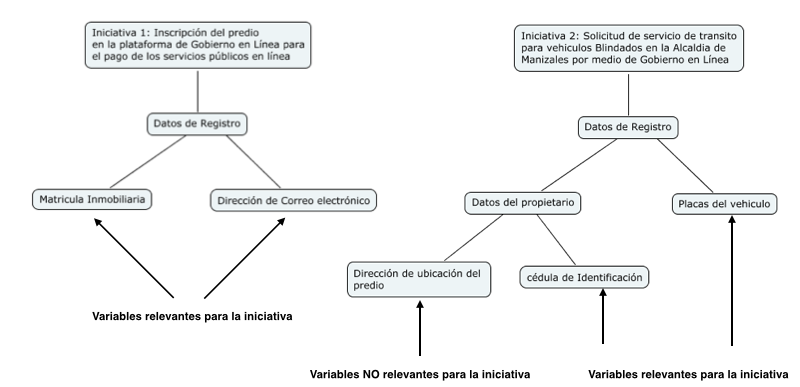 Iniciativa 1: Inscripción del predio
en la plataforma de Gobierno en Línea para
el pago de los servicios públicos en línea
Datos de Registro
Matricula Inmobiliaria
Dirección de Correo electrónico
Variables relevantes para la iniciativa
Iniciativa 2: Solicitud de servicio de transito
para vehiculos Blindados en la Alcaldia de
Manizales por medio de Gobierno en Línea
Datos de Registro
Datos del propietario
Placas del vehiculo
Dirección de ubicación del
predio
cédula de Identificación
Variables NO relevantes para la iniciativa
Variables relevantes para la iniciativa